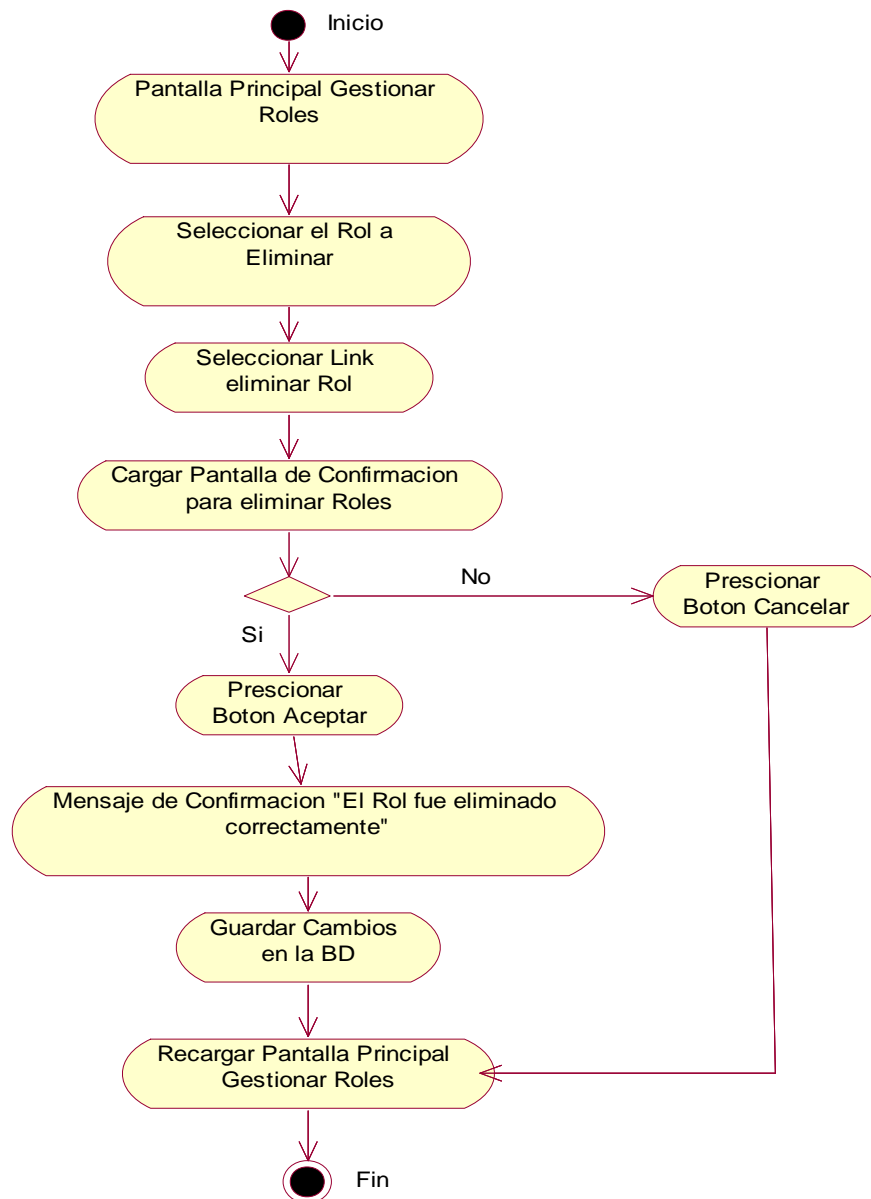 Inicio
Pantalla Principal Gestionar
Roles
Seleccionar el Rol a
Eliminar
Seleccionar Link
eliminar Rol
Cargar Pantalla de Confirmacion
para eliminar Roles
No
Prescionar
Boton Cancelar
Si
Prescionar
Boton Aceptar
Mensaje de Confirmacion "El Rol fue eliminado
correctamente"
Guardar Cambios
en la BD
Recargar Pantalla Principal
Gestionar Roles
Fin